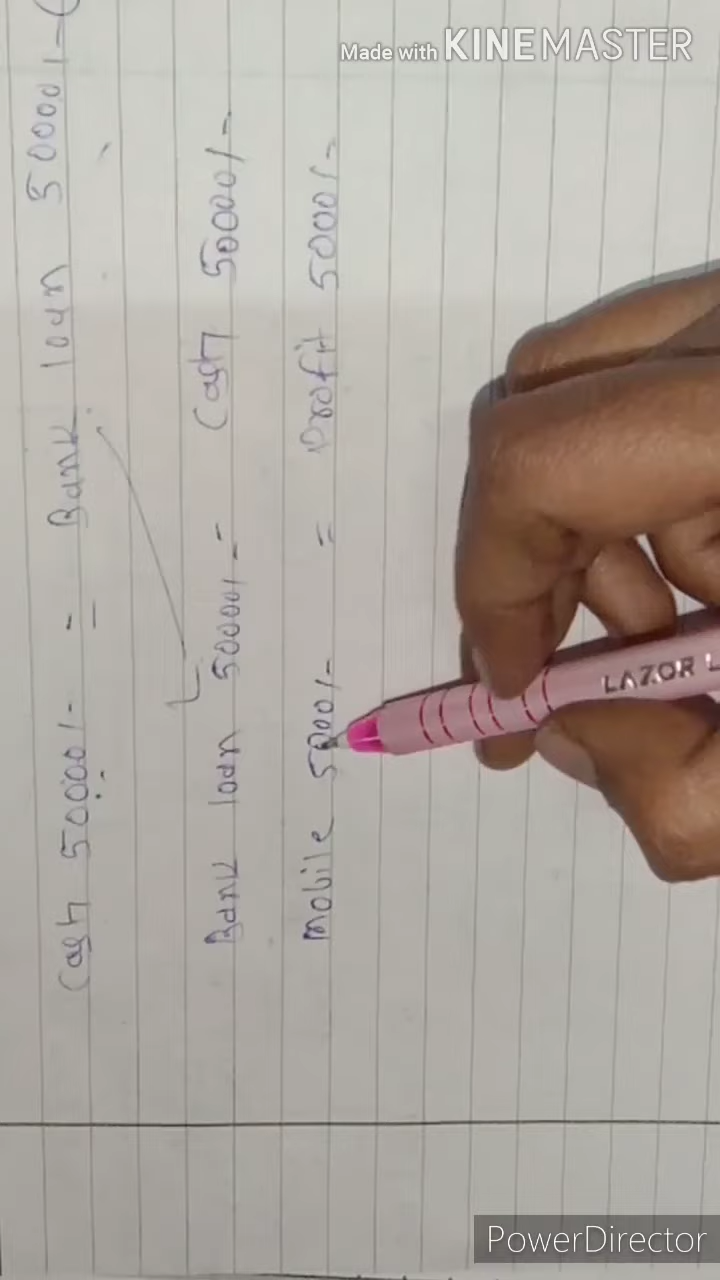 Made with KINEMASTER
Cash 50000/- = Bank loan 50000/-(
Bank loan 50000/- = Cash 50000/-
Mobile 5000/- = Profit 5000/-
LAZOR L
PowerDirector